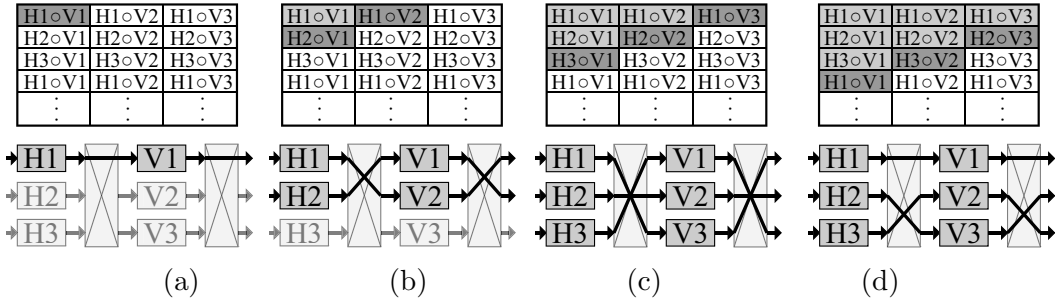 H1○V1 H1○V2 H1○V3 H1○V1 H1○V2 H1○V3 H1○V1 H1○V2 H1○V3 H1○V1 H1○V2 H1○V3
H2○V1 H2○V2 H2○V3 H2○V1 H2○V2 H2○V3 H2○V1 H2○V2 H2○V3 H2○V1 H2○V2 H2○V3
H3○V1 H3○V2 H3○V3 H3○V1 H3○V2 H3○V3 H3○V1 H3○V2 H3○V3 H3○V1 H3○V2 H3○V3
H1○V1 H1○V2 H1○V3 H1○V1 H1○V2 H1○V3 H1○V1 H1○V2 H1○V3 H1○V1 H1○V2 H1○V3
⋮ ⋮ ⋮ ⋮ ⋮ ⋮ ⋮ ⋮ ⋮ ⋮ ⋮ ⋮
H1 V1 H1 V1 H1 V1 H1 V1
H2 V2 H2 V2 H2 V2 H2 V2
H3 V3 H3 V3 H3 V3 H3 V3
(a) (b) (c) (d)